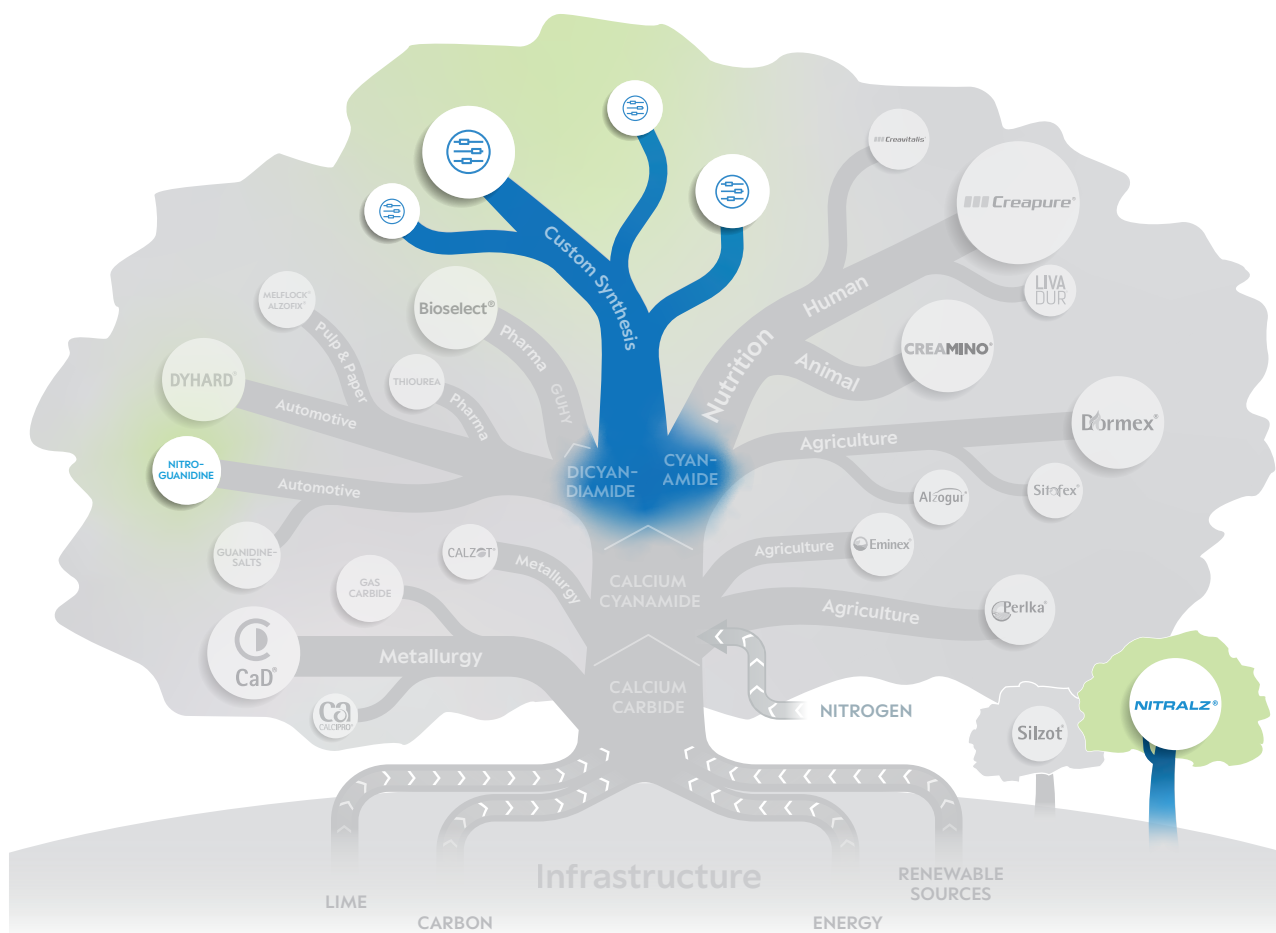 Creavitalis®
Creapure®
Custom Synthesis
Human
LIVA
DUR
MELFLOCK®
ALZOFIX®
Bioselect®
Pulp & Paper
Pharma
GUHY
Nutrition
Animal
CREAMINO®
DYHARD®
THIOUREA
Automotive
Pharma
Dormex®
Agriculture
NITRO-
GUANIDINE
Automotive
DICYAN-
DIAMIDE
CYAN-
AMIDE
Alzogur®
Sitofex®
GUANIDINE-
SALTS
CALZOT®
Metallurgy
Agriculture
Eminex®
GAS
CARBIDE
CALCIUM
CYANAMIDE
Agriculture
Perlka®
CaD®
Metallurgy
CALCIUM
CARBIDE
ca
CALCIPRO®
NITROGEN
Silzot®
NITRALZ®
Infrastructure
LIME
CARBON
ENERGY
RENEWABLE
SOURCES